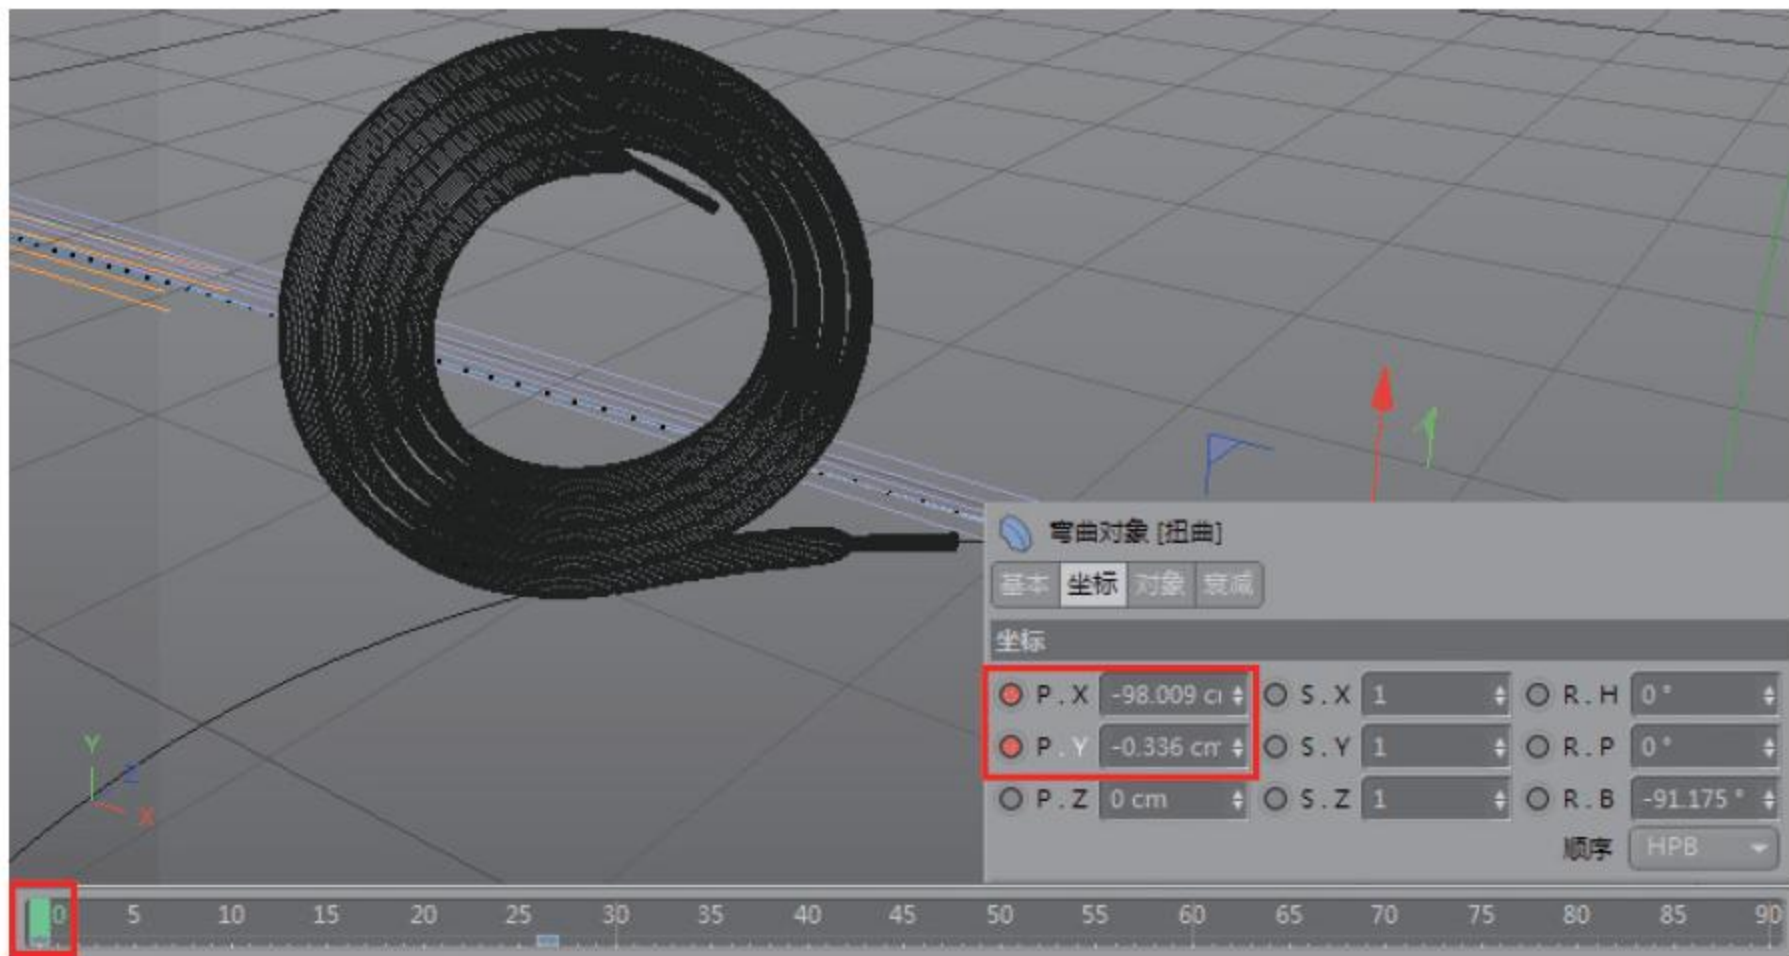 弯曲对象 [扭曲]
基本 坐标 对象 衰减
坐标
P.X -98.009 S.X 1 R.H 0°
P.Y -0.336 cm S.Y 1 R.P 0°
P.Z 0 cm S.Z 1 R.B -91.175°
顺序 HPB
Y
Z
X
0 5 10 15 20 25 30 35 40 45 50 55 60 65 70 75 80 85 90